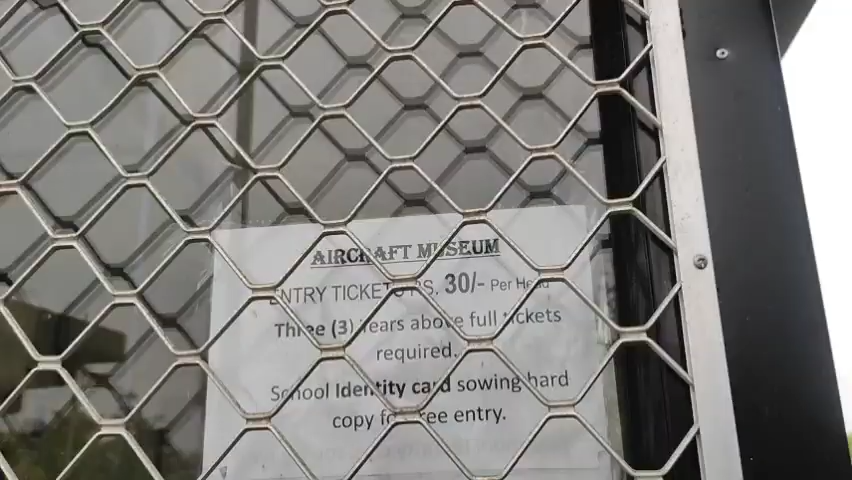 AIRCRAFT MUSEUM
ENTRY TICKETS RS. 30/- Per Head
Three (3) Years above full tickets
required.
School Identity card sowing hard
copy for free entry.